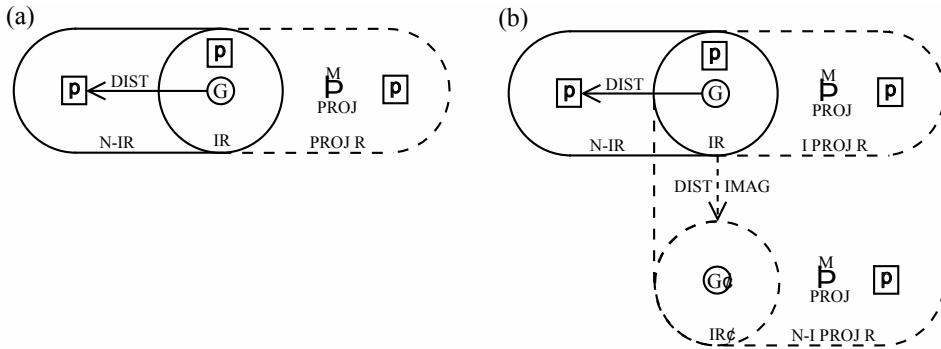 (a)
p
M
p DIST G P p
PROJ
N-IR IR PROJ R
(b)
p
M
p DIST G P p
PROJ
N-IR IR I PROJ R
DIST IMAG
M
G¢ P p
PROJ
IR¢ N-I PROJ R